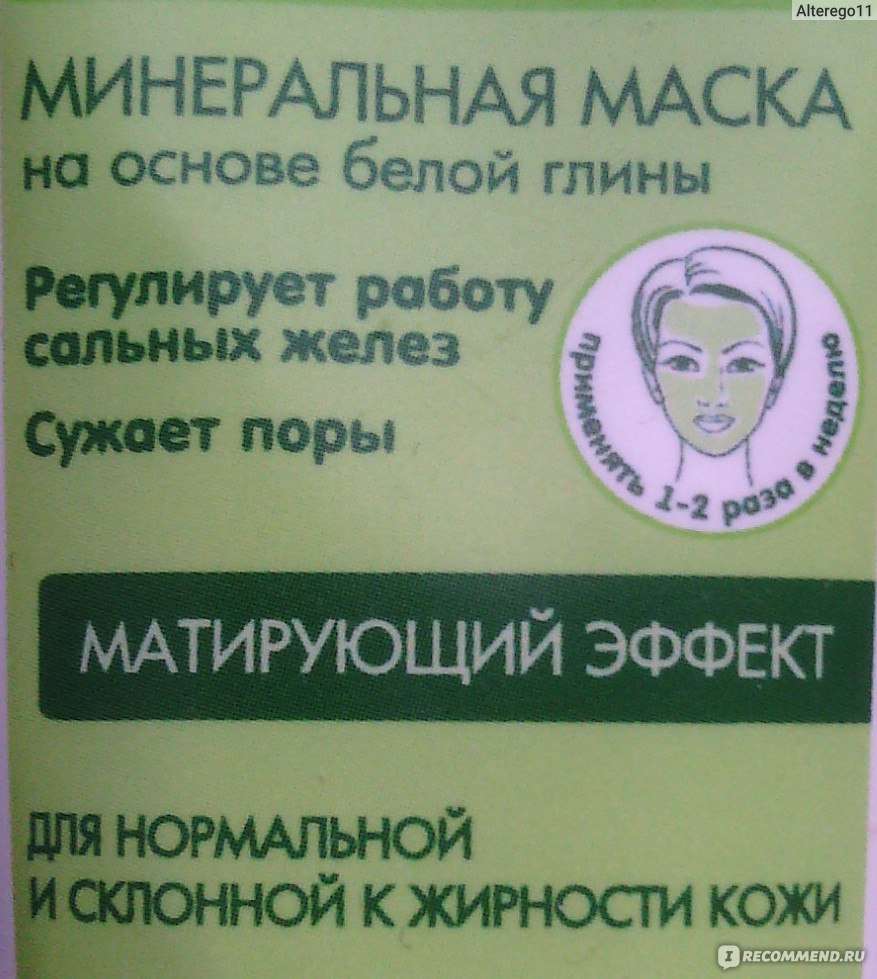 Alterego11
МИНЕРАЛЬНАЯ МАСКА
на основе белой глины
Регулирует работу
сальных желез
Сужает поры
применять 1-2 раза в неделю
МАТИРУЮЩИЙ ЭФФЕКТ
ДЛЯ НОРМАЛЬНОЙ
И СКЛОННОЙ К ЖИРНОСТИ КОЖИ
I RECOMMEND.RU